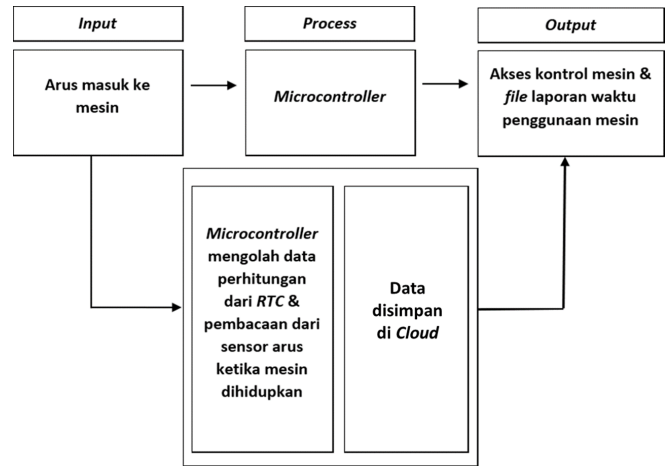 Input
Process
Output
Arus masuk ke
mesin
Microcontroller
Akses kontrol mesin &
file laporan waktu
penggunaan mesin
Microcontroller
mengolah data
perhitungan
dari RTC &
pembacaan dari
sensor arus
ketika mesin
dihidupkan
Data
disimpan
di Cloud